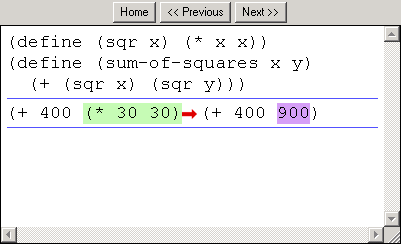 Home << Previous Next >>
(define (sqr x) (* x x))
(define (sum-of-squares x y)
  (+ (sqr x) (sqr y)))
(+ 400 (* 30 30)➡(+ 400 900)